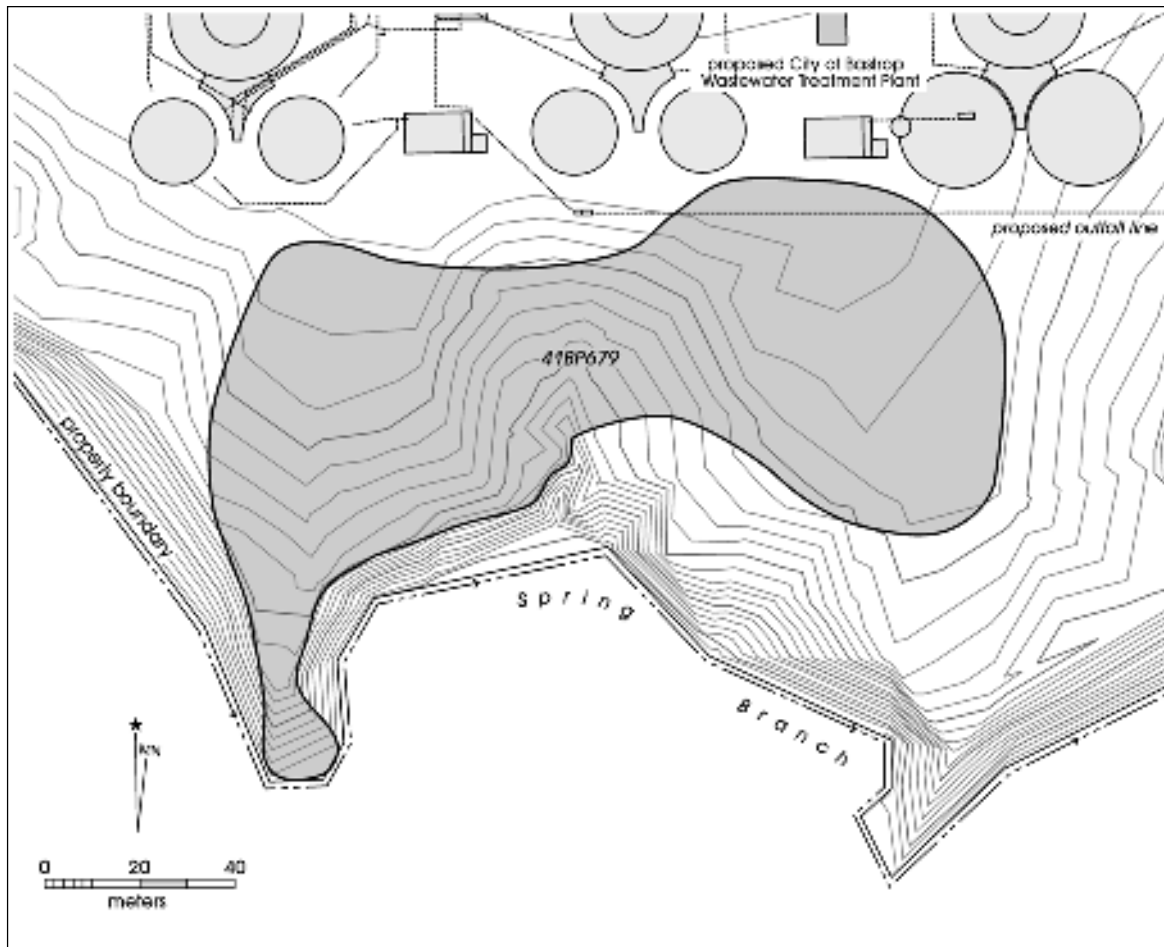 proposed City of Bastrop
Wastewater Treatment Plant
proposed outfall line
41BP679
property boundary
Spring
Branch
MN
0 20 40
meters